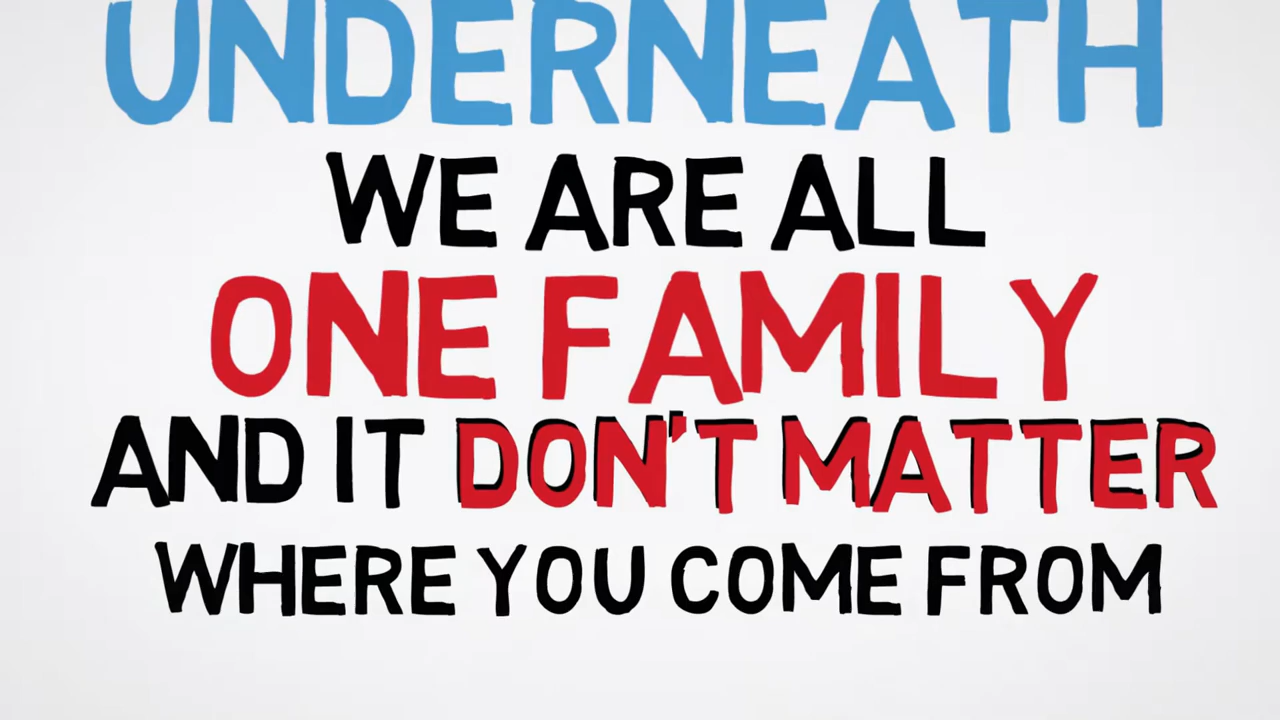 UNDERNEATH
WE ARE ALL
ONE FAMILY
AND IT DON'T MATTER
WHERE YOU COME FROM